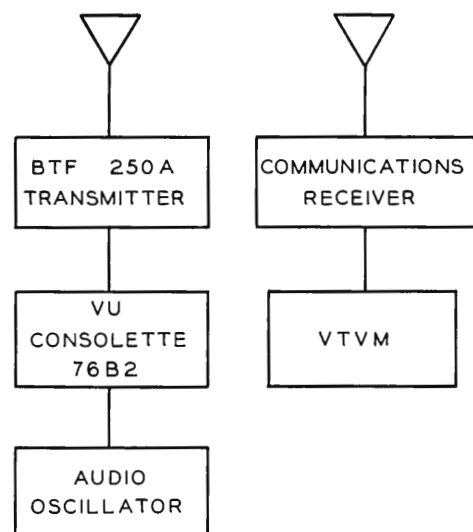 BTF 250A
TRANSMITTER
VU
CONSOLETTE
76B2
AUDIO
OSCILLATOR
COMMUNICATIONS
RECEIVER
VTVM